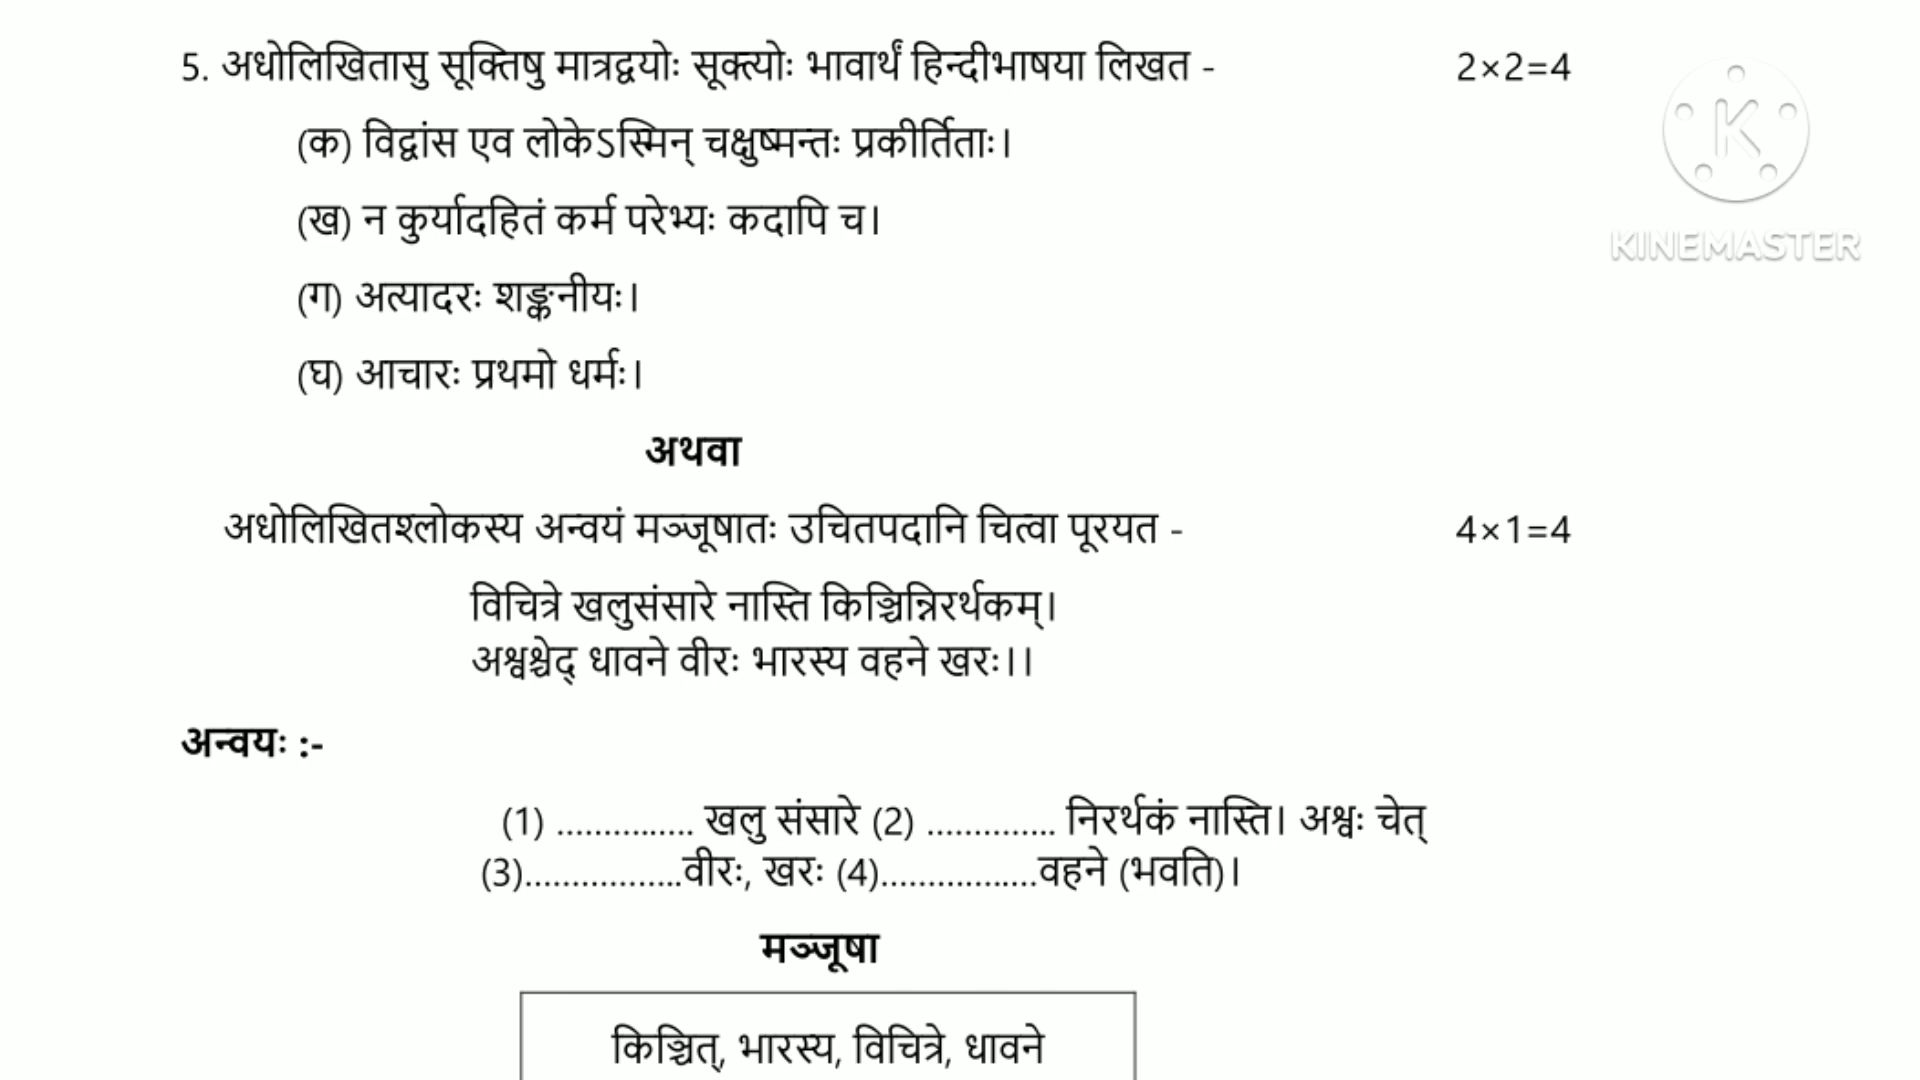 5. अधोलिखितासु सूक्तिषु मात्रद्वयोः सूक्त्योः भावार्थं हिन्दीभाषया लिखत - 2×2=4
K
KINEMASTER
(क) विद्वांस एव लोकेऽस्मिन् चक्षुष्मन्तः प्रकीर्तिताः।
(ख) न कुर्यादहितं कर्म परेभ्यः कदापि च।
(ग) अत्यादरः शङ्कनीयः।
(घ) आचारः प्रथमो धर्मः।
अथवा
अधोलिखितश्लोकस्य अन्वयं मञ्जूषातः उचितपदानि चित्वा पूरयत - 4×1=4
विचित्रे खलुसंसारे नास्ति किञ्चिन्निरर्थकम्।
अश्वश्चेद् धावने वीरः भारस्य वहने खरः।।
अन्वयः :-
(1) ............... खलु संसारे (2) .............. निरर्थकं नास्ति। अश्वः चेत्
(3).................वीरः, खरः (4).................वहने (भवति)।
मञ्जूषा
किञ्चित्, भारस्य, विचित्रे, धावने